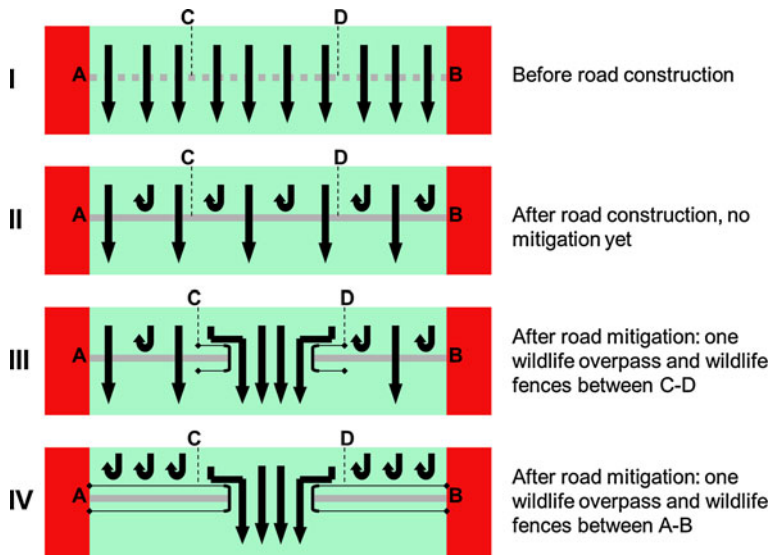 C D
I A B Before road construction
C D
II A B After road construction, no
mitigation yet
C D
III A B After road mitigation: one
wildlife overpass and wildlife
fences between C-D
C D
IV A B After road mitigation: one
wildlife overpass and wildlife
fences between A-B